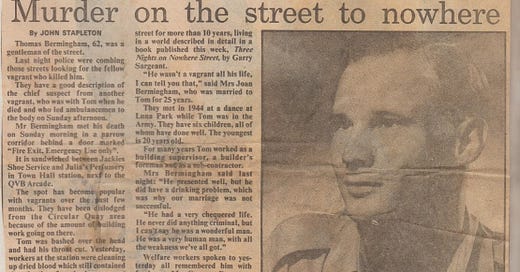 Murder on the street to nowhere
By JOHN STAPLETON
Thomas Bermingham, 62, was a
gentleman of the street.
Last night police were combing
those streets looking for the fellow
vagrant who killed him.
They have a good description of
the chief suspect from another
vagrant, who was with Tom when he
died and who led ambulancemen to
the body on Sunday afternoon.
Mr Bermingham met his death
on Sunday morning in a narrow
corridor behind a door marked
"Fire Exit, Emergency Use only".
It is sandwiched between Jackies
Shoe Service and Julia's Perfumery
in Town Hall station, next to the
QVB Arcade.
The spot has become popular
with vagrants over the past few
months. They have been dislodged
from the Circular Quay area
because of the amount of building
work going on there.
Tom was bashed over the head
and had his throat cut. Yesterday,
workers at the station were cleaning
up dried blood which still contained
street for more than 10 years, living
in a world described in detail in a
book published this week, Three
Nights on Nowhere Street, by Garry
Sargeant.
"He wasn't a vagrant all his life,
I can tell you that," said Mrs Joan
Bermingham, who was married to
Tom for 25 years.
They met in 1944 at a dance at
Luna Park while Tom was in the
Army. They have six children, all of
whom have done well. The youngest
is 20 years old.
For many years Tom worked as a
building supervisor, a builder's
foreman and as a sub-contractor.
Mrs Bermingham said last
night: "He presented well, but he
did have a drinking problem, which
was why our marriage was not
successful.
"He had a very chequered life.
He never did anything criminal, but
I can't say he was a wonderful man.
He was a very human man, with all
the weakness we've all got."
Welfare workers spoken to yes-
terday all remembered him with